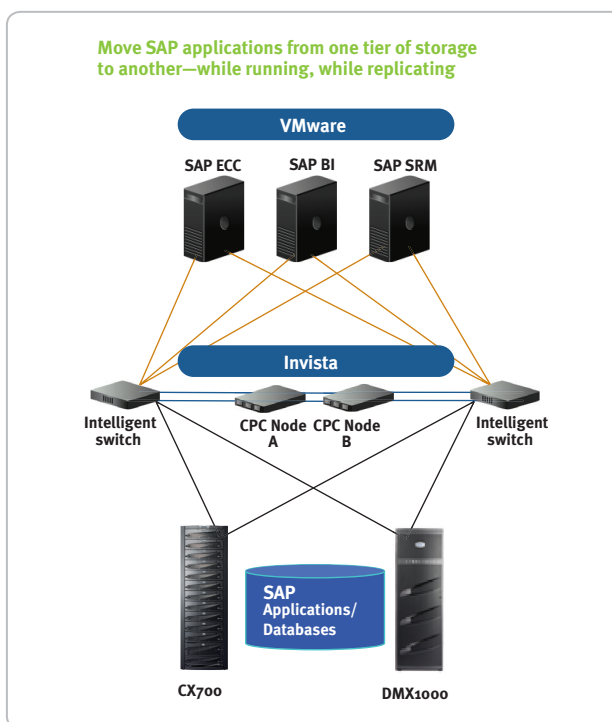 Move SAP applications from one tier of storage
to another—while running, while replicating
VMware
SAP ECC SAP BI SAP SRM
Invista
Intelligent
switch
CPC Node
A
CPC Node
B
Intelligent
switch
SAP
Applications/
Databases
CX700
DMX1000